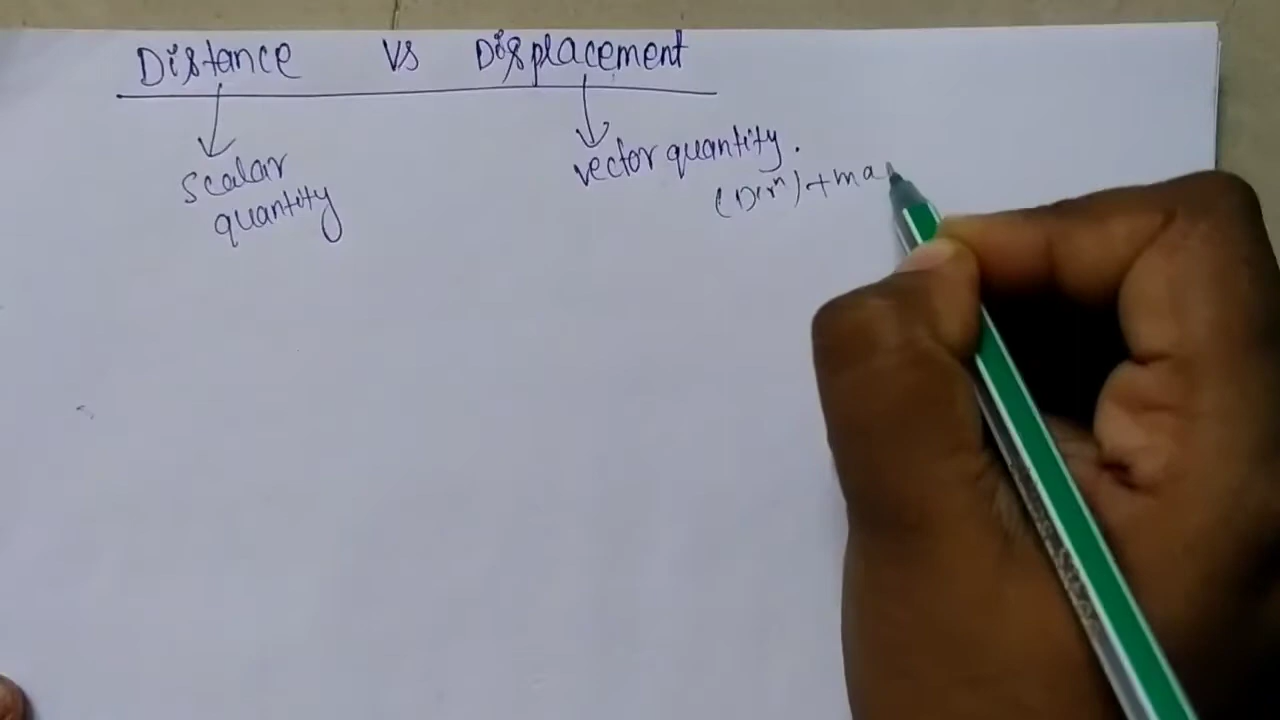 Distance vs Displacement
scalar
quantity
vector quantity.
(Dirⁿ) + ma